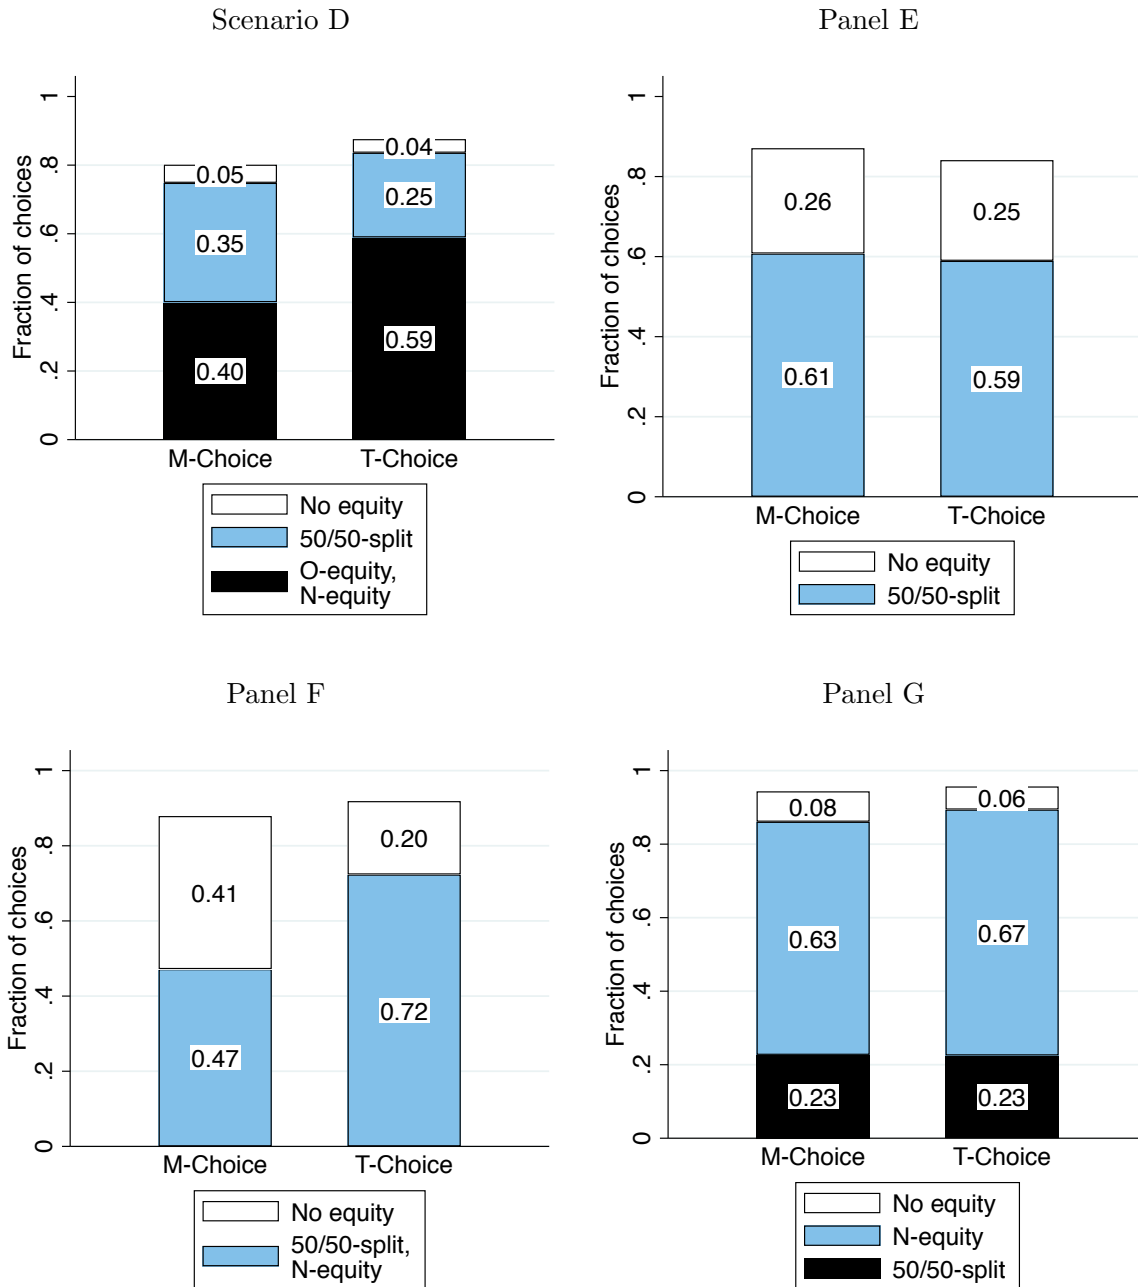 Scenario D
Fraction of choices
0
.2
.4
.6
.8
1
0.05
0.35
0.40
0.04
0.25
0.59
M-Choice
T-Choice
No equity
50/50-split
O-equity,
N-equity
Panel E
Fraction of choices
0
.2
.4
.6
.8
1
0.26
0.61
0.25
0.59
M-Choice
T-Choice
No equity
50/50-split
Panel F
Fraction of choices
0
.2
.4
.6
.8
1
0.41
0.47
0.20
0.72
M-Choice
T-Choice
No equity
50/50-split,
N-equity
Panel G
Fraction of choices
0
.2
.4
.6
.8
1
0.08
0.63
0.23
0.06
0.67
0.23
M-Choice
T-Choice
No equity
N-equity
50/50-split